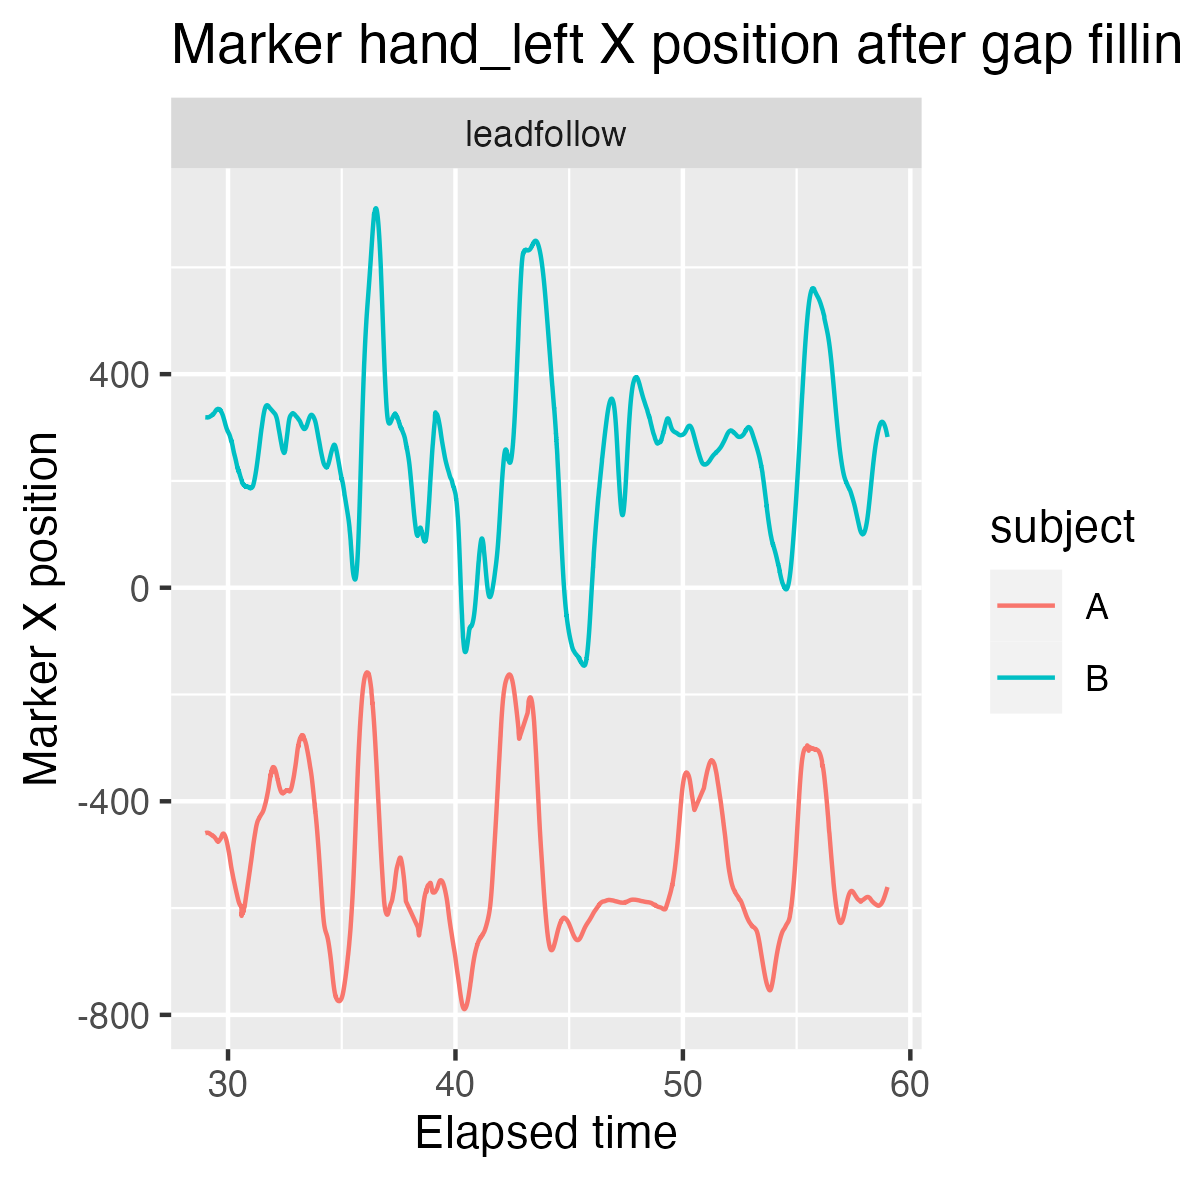 Marker hand_left X position after gap fillin
leadfollow
Marker X position
400
0
-400
-800
30 40 50 60
Elapsed time
subject
A
B